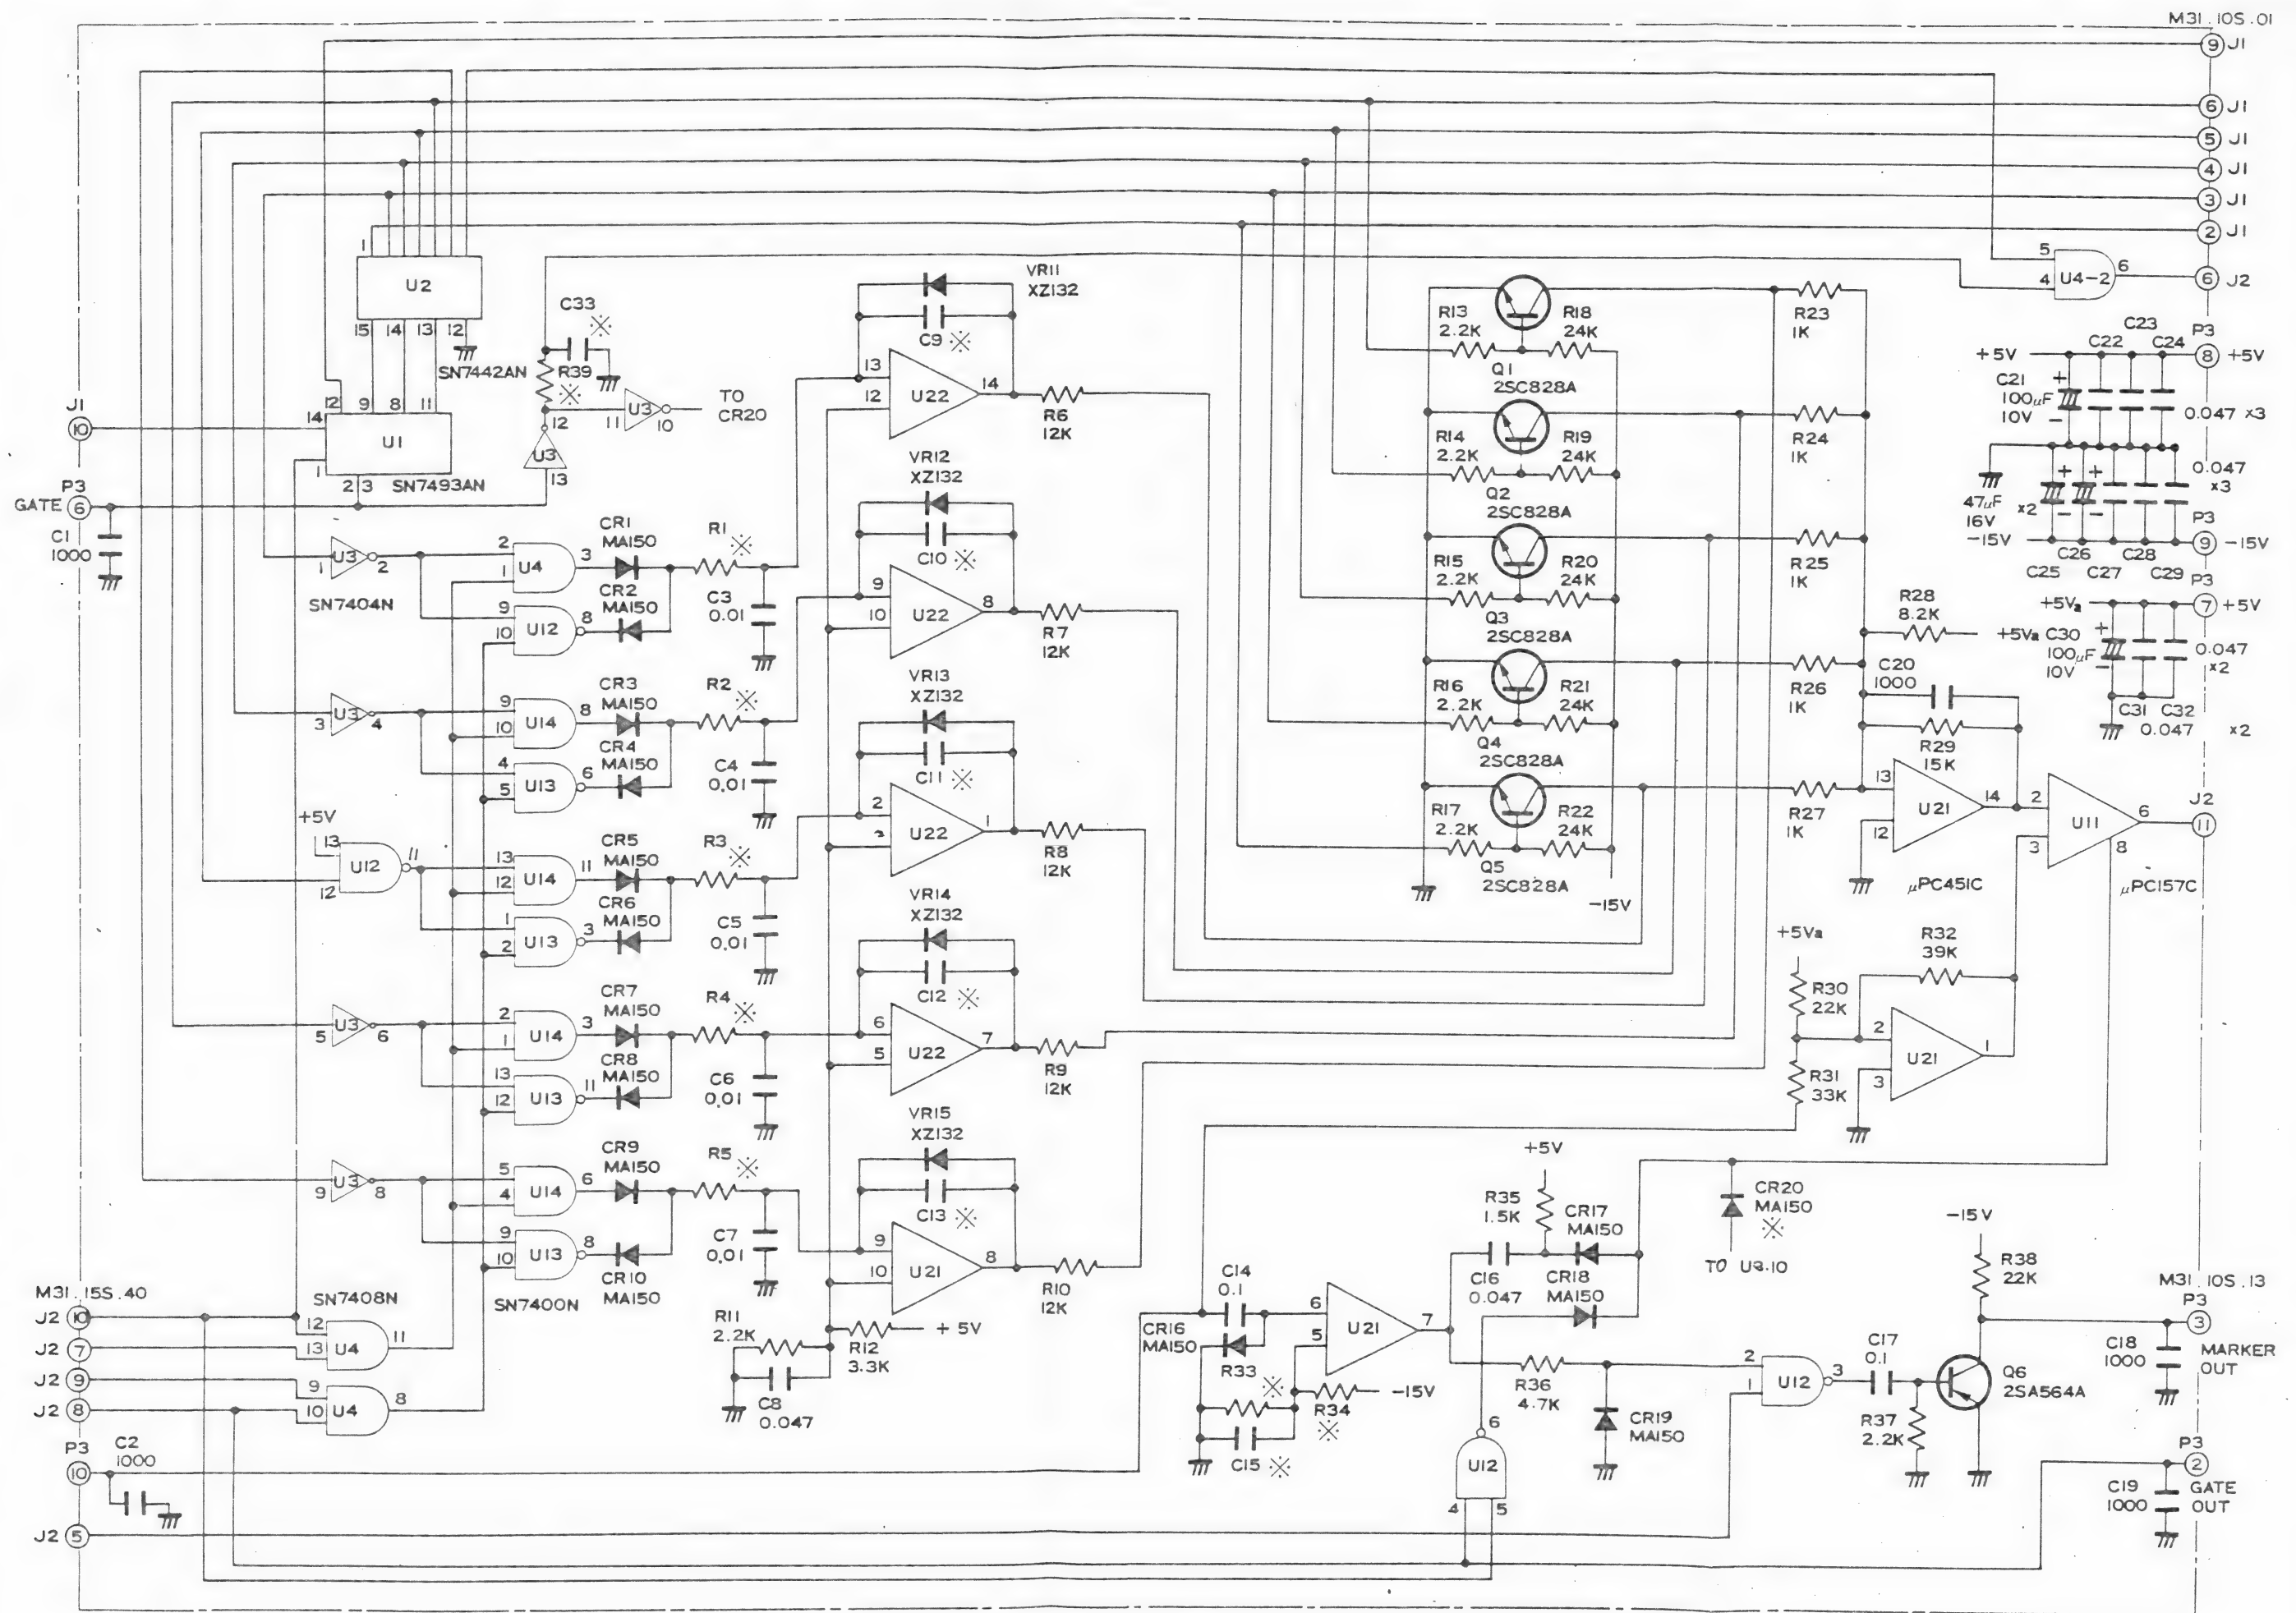 M31.10S.01
9 J1
6 J1
5 J1
4 J1
3 J1
2 J1
1
U2
15 14 13 12
SN7442AN
C33 ※
R39 ※
12
U3
13
11 U3 10
TO CR20
J1 10
14 12 9 8 11
U1
1
2 3
SN7493AN
P3
GATE 6
C1
1000
1 U3 2
SN7404N
2
1
U4
3
CR1
MA150
R1 ※
CR2
MA150
9
10
U12
8
C3
0.01
3 U3 4
9
10
U14
8
CR3
MA150
R2 ※
CR4
MA150
4
5
U13
6
C4
0.01
+5V
13
12
U12
11
13
12
U14
11
CR5
MA150
R3 ※
CR6
MA150
1
2
U13
3
C5
0.01
5 U3 6
2
1
U14
3
CR7
MA150
R4 ※
CR8
MA150
13
12
U13
11
C6
0.01
9 U3 8
5
4
U14
6
CR9
MA150
R5 ※
9
10
U13
8
CR10
MA150
C7
0.01
SN7400N
SN7408N
M31.15S.40
J2 10
J2 7
J2 9
J2 8
12
13
U4
11
9
10
U4
8
P3
10
C2
1000
J2 5
VR11
XZ132
C9 ※
13
12
U22
14
R6
12K
VR12
XZ132
C10 ※
9
10
U22
8
R7
12K
VR13
XZ132
C11 ※
2
3
U22
1
R8
12K
VR14
XZ132
C12 ※
6
5
U22
7
R9
12K
VR15
XZ132
C13 ※
9
10
U21
8
R10
12K
R11
2.2K
R12
3.3K
+ 5V
C8
0.047
R13
2.2K
R18
24K
Q1
2SC828A
R23
1K
R14
2.2K
R19
24K
Q2
2SC828A
R24
1K
R15
2.2K
R20
24K
Q3
2SC828A
R25
1K
R16
2.2K
R21
24K
Q4
2SC828A
R26
1K
R17
2.2K
R22
24K
Q5
2SC828A
R27
1K
-15V
5
4
U4-2
6
6 J2
C23
C22 C24
P3
+5V 8 +5V
C21
100μF
10V
+
-
0.047 x3
0.047
x3
47μF
16V
x2
+ +
- -
P3
-15V 9 -15V
C26 C28
C25 C27 C29
P3
+5Va 7 +5V
C30
100μF
10V
+
-
0.047
x2
C31 C32
0.047 x2
R28
8.2K
+5Va
C20
1000
R29
15K
13
12
U21
14
μPC451C
2
3
U11
6
8
μPC157C
J2
11
+5Va
R30
22K
R31
33K
R32
39K
2
3
U21
1
+5V
R35
1.5K
CR17
MA150
C16
0.047
CR18
MA150
CR20
MA150
※
TO U3.10
C14
0.1
CR16
MA150
R33
※
R34
※
-15V
C15 ※
6
5
U21
7
R36
4.7K
CR19
MA150
6
U12
4 5
2
1
U12
3
C17
0.1
R37
2.2K
Q6
2SA564A
-15V
R38
22K
M31.10S.13
P3
3
C18
1000
MARKER
OUT
P3
2
C19
1000
GATE
OUT